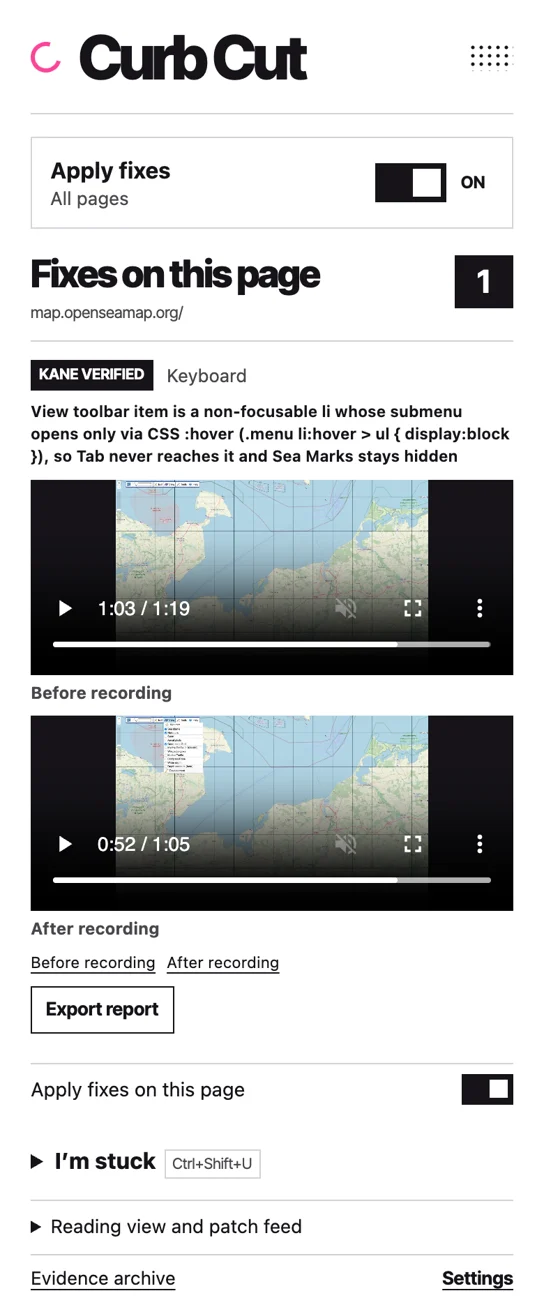 Curb Cut
Apply fixes
All pages
ON
Fixes on this page
1
map.openseamap.org/
KANE VERIFIED
Keyboard
View toolbar item is a non-focusable li whose submenu
opens only via CSS :hover (.menu li:hover > ul { display:block
}), so Tab never reaches it and Sea Marks stays hidden
1:03 / 1:19
Before recording
0:52 / 1:05
After recording
Before recording After recording
Export report
Apply fixes on this page
I’m stuck
Ctrl+Shift+U
Reading view and patch feed
Evidence archive
Settings